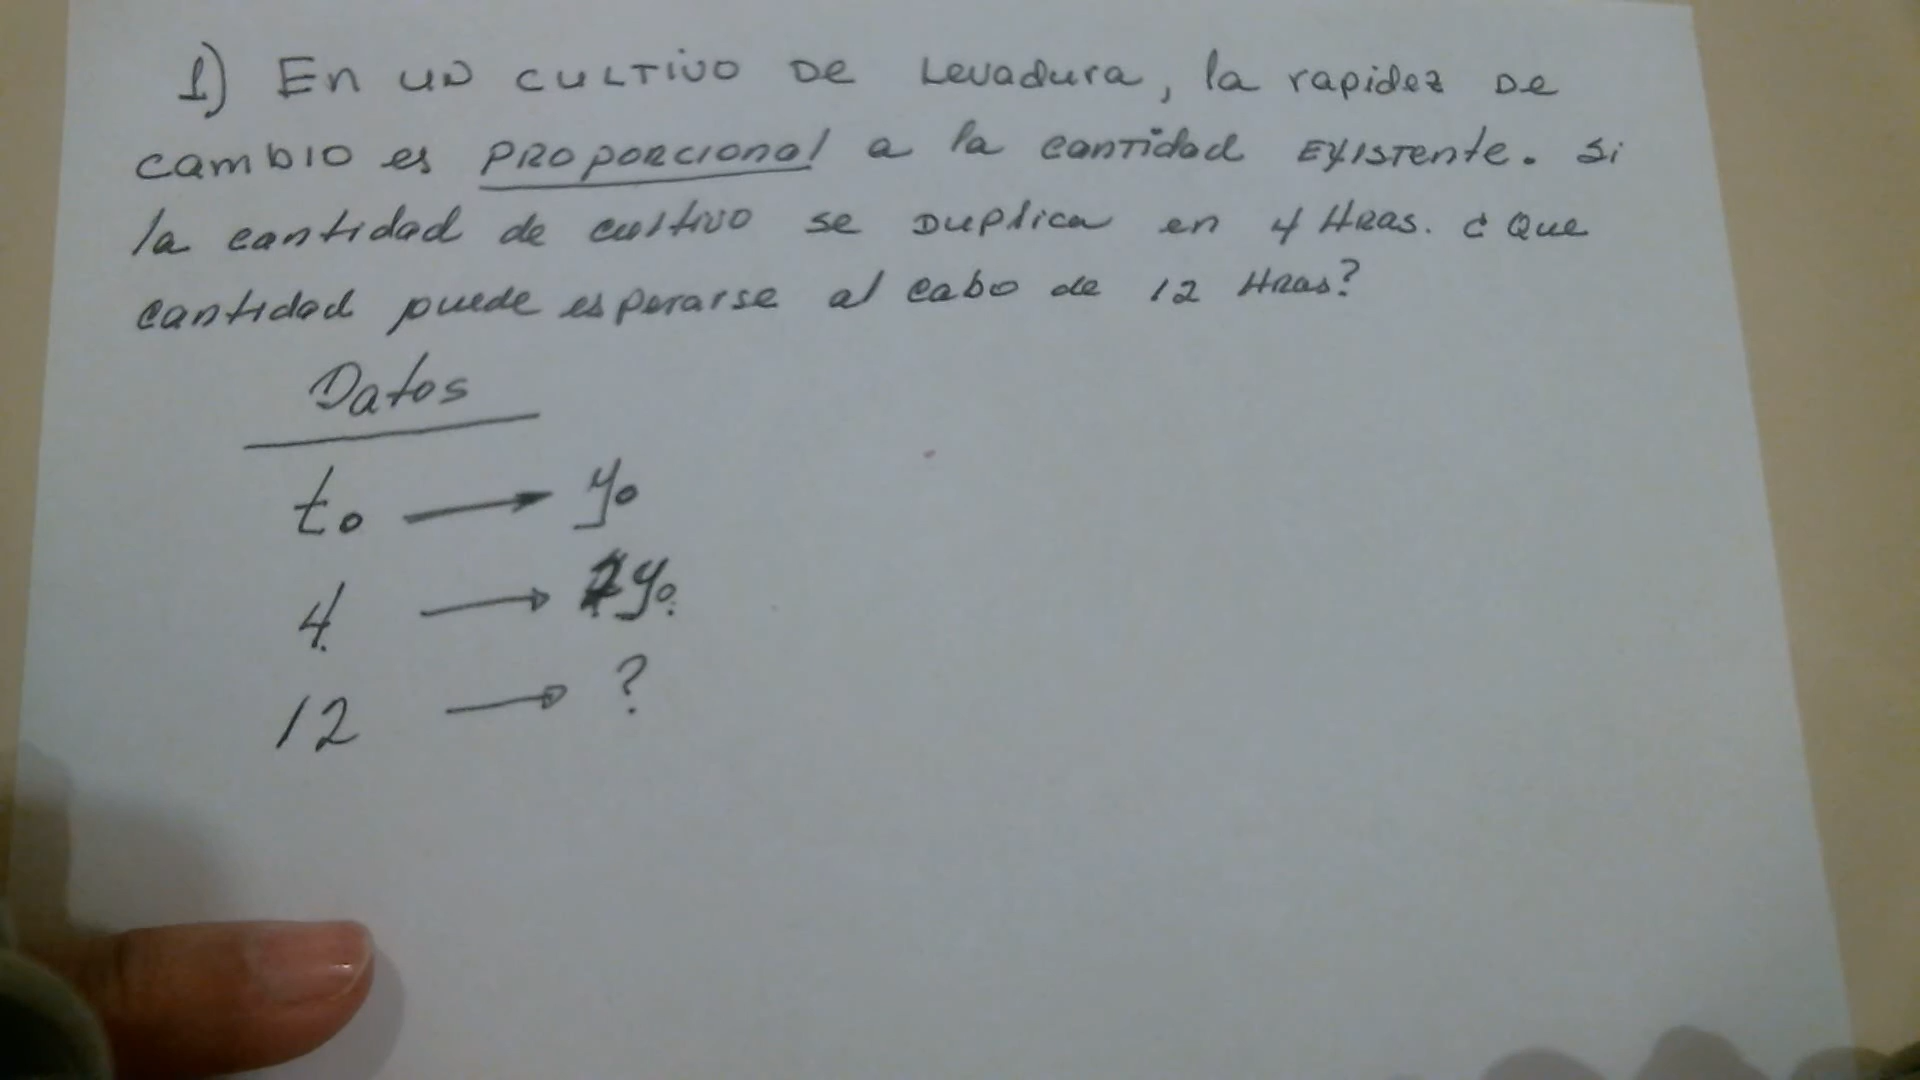 1) En un cultivo De Levadura, la rapidez De
cambio es PROporcional a la cantidad Existente. Si
la cantidad de cultivo se Duplica en 4 Hras. ¿ Que
cantidad puede esperarse al cabo de 12 Hras?
Datos
t0 → y0
4 → 2y0
12 → ?